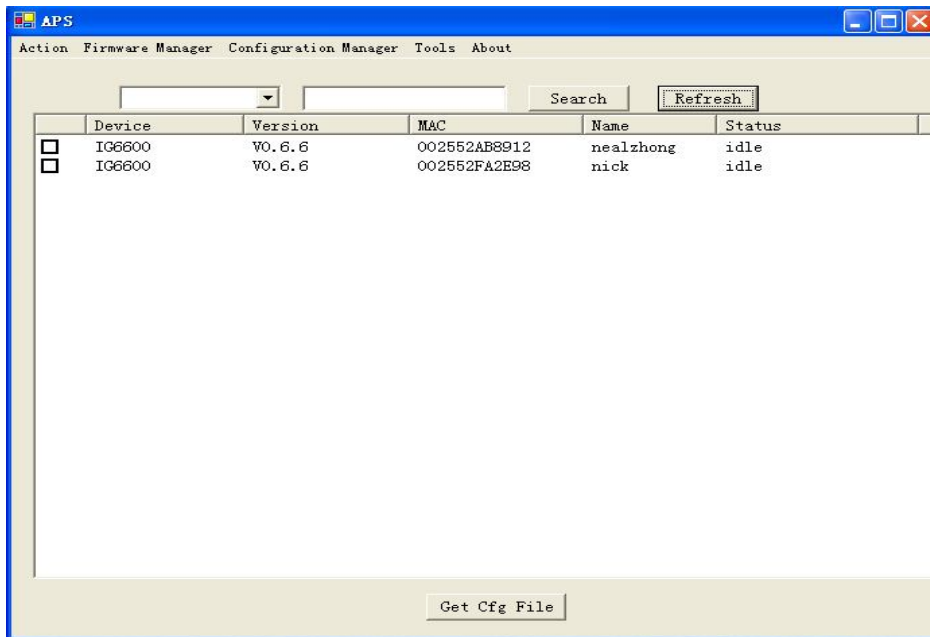 APS
Action Firmware Manager Configuration Manager Tools About
Search Refresh
Device Version MAC Name Status
IG6600 V0.6.6 002552AB8912 nealzhong idle
IG6600 V0.6.6 002552FA2E98 nick idle
Get Cfg File